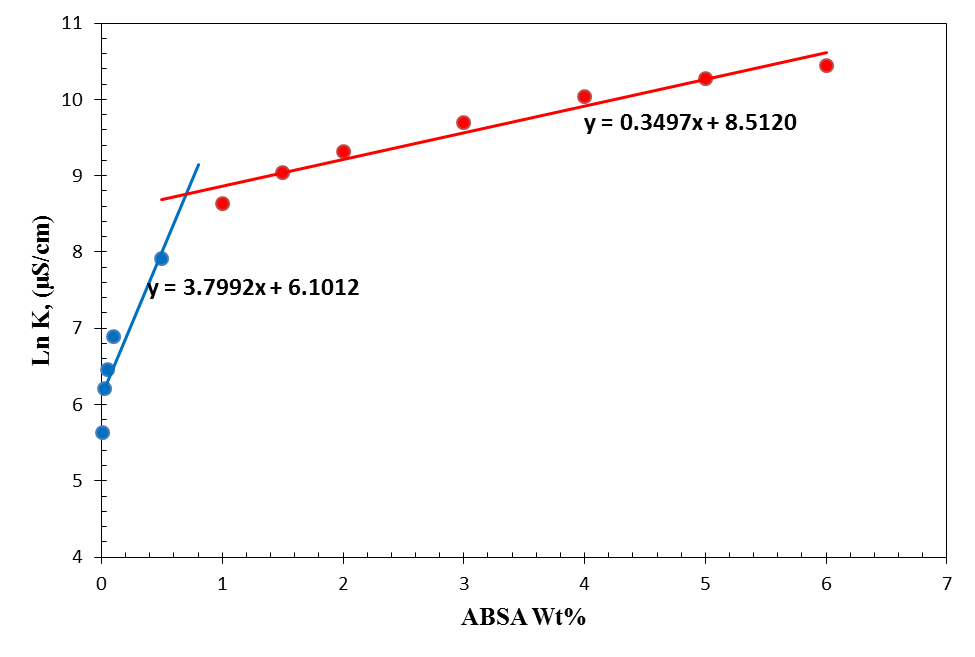 11
10
9
8
7
6
5
4
Ln K, (µS/cm)
y = 0.3497x + 8.5120
y = 3.7992x + 6.1012
0 1 2 3 4 5 6 7
ABSA Wt%